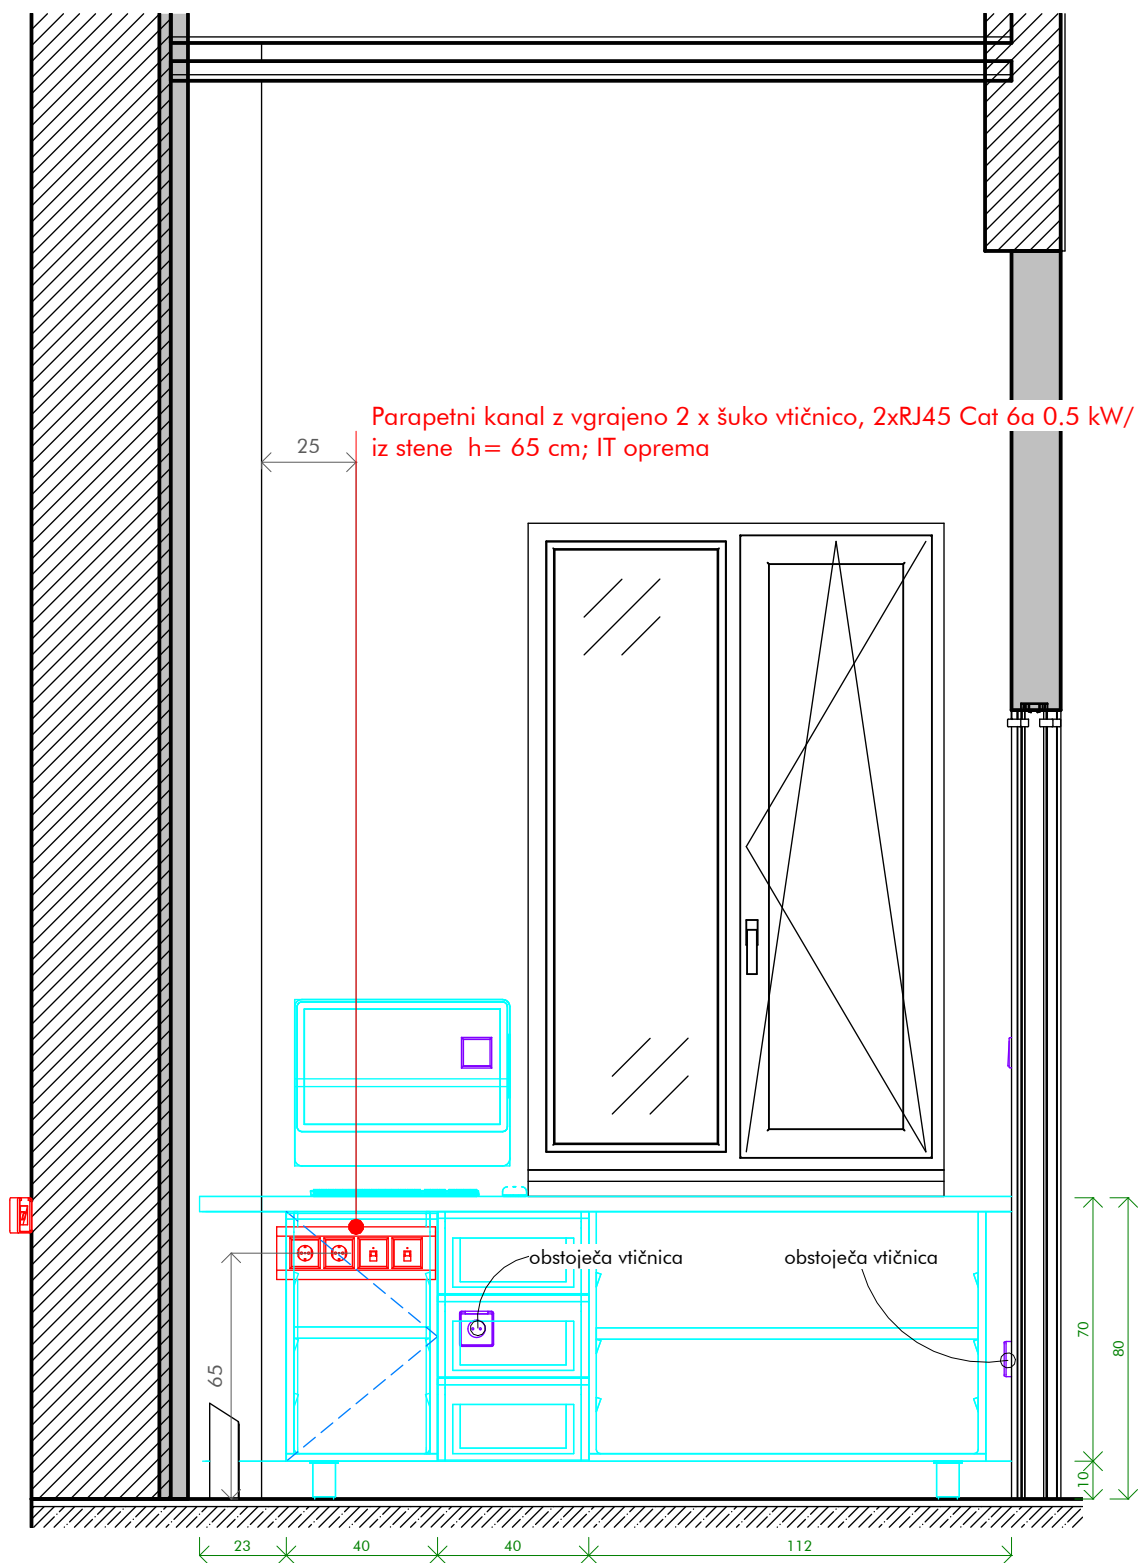 Parapetni kanal z vgrajeno 2 x šuko vtičnico, 2xRJ45 Cat 6a 0.5 kW/
iz stene h= 65 cm; IT oprema
25
obstoječa vtičnica
obstoječa vtičnica
65
70
80
10
23
40
40
112